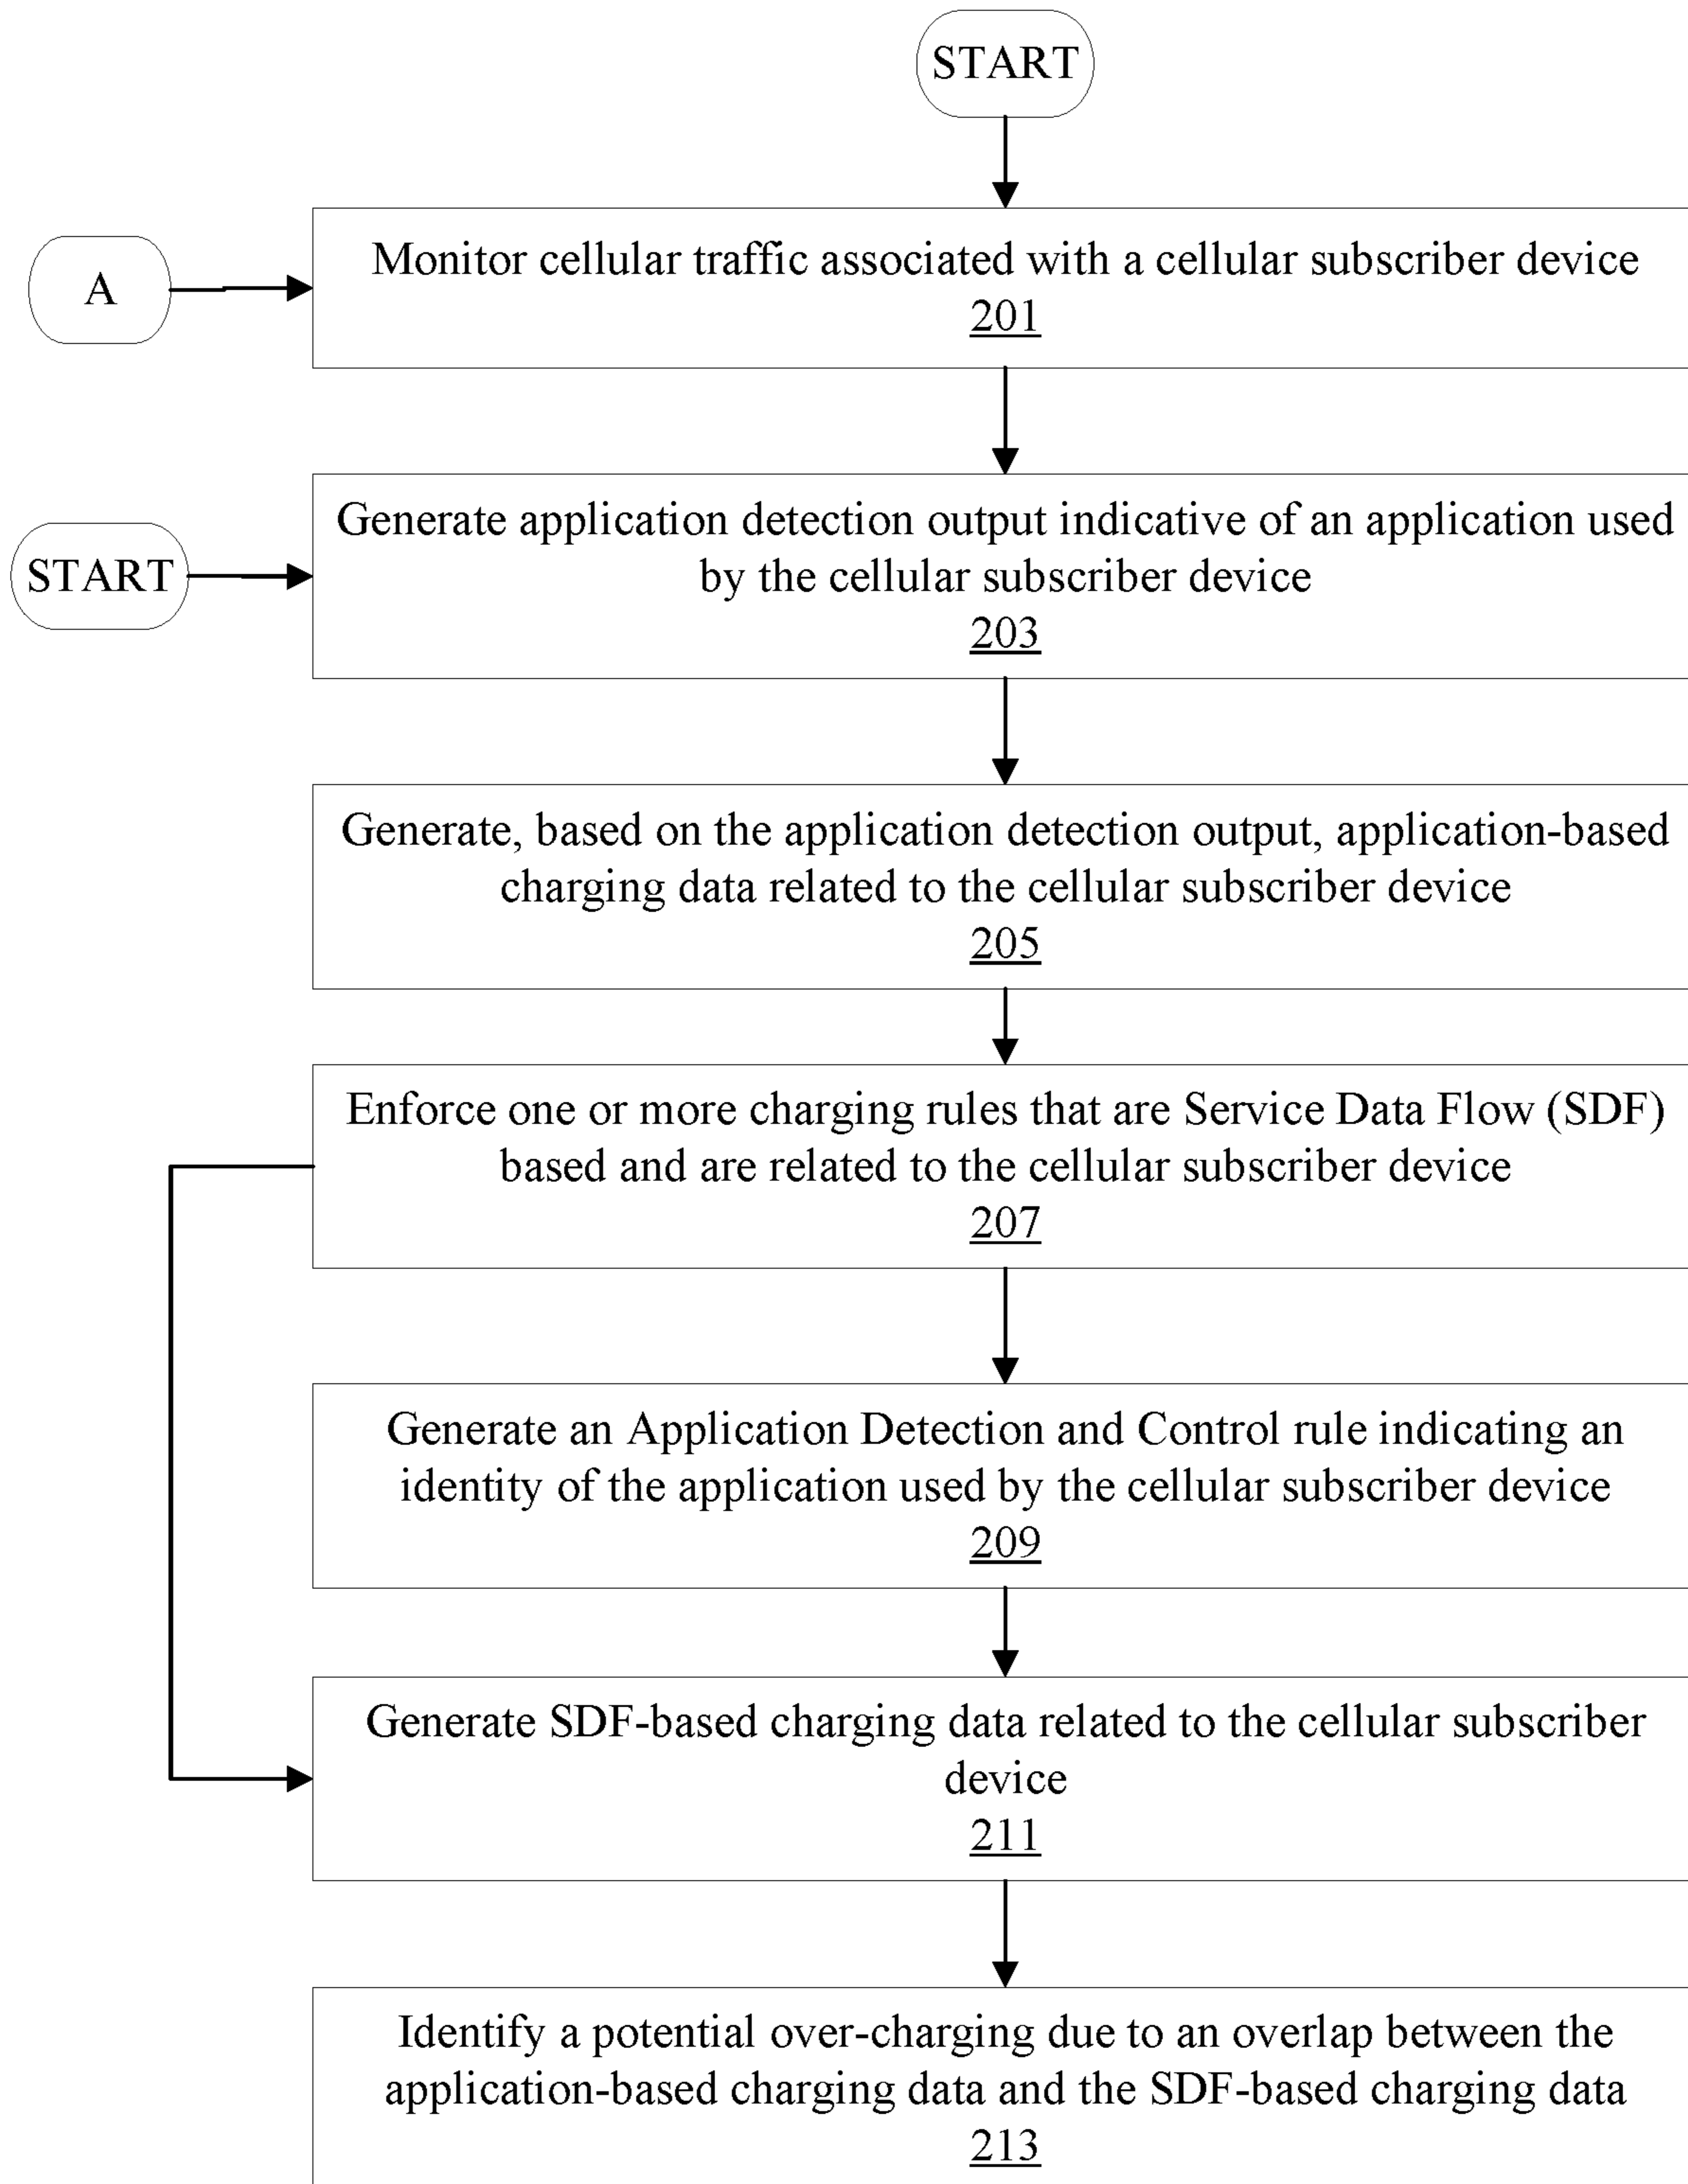 START
A
Monitor cellular traffic associated with a cellular subscriber device
201
START
Generate application detection output indicative of an application used
by the cellular subscriber device
203
Generate, based on the application detection output, application-based
charging data related to the cellular subscriber device
205
Enforce one or more charging rules that are Service Data Flow (SDF)
based and are related to the cellular subscriber device
207
Generate an Application Detection and Control rule indicating an
identity of the application used by the cellular subscriber device
209
Generate SDF-based charging data related to the cellular subscriber
device
211
Identify a potential over-charging due to an overlap between the
application-based charging data and the SDF-based charging data
213